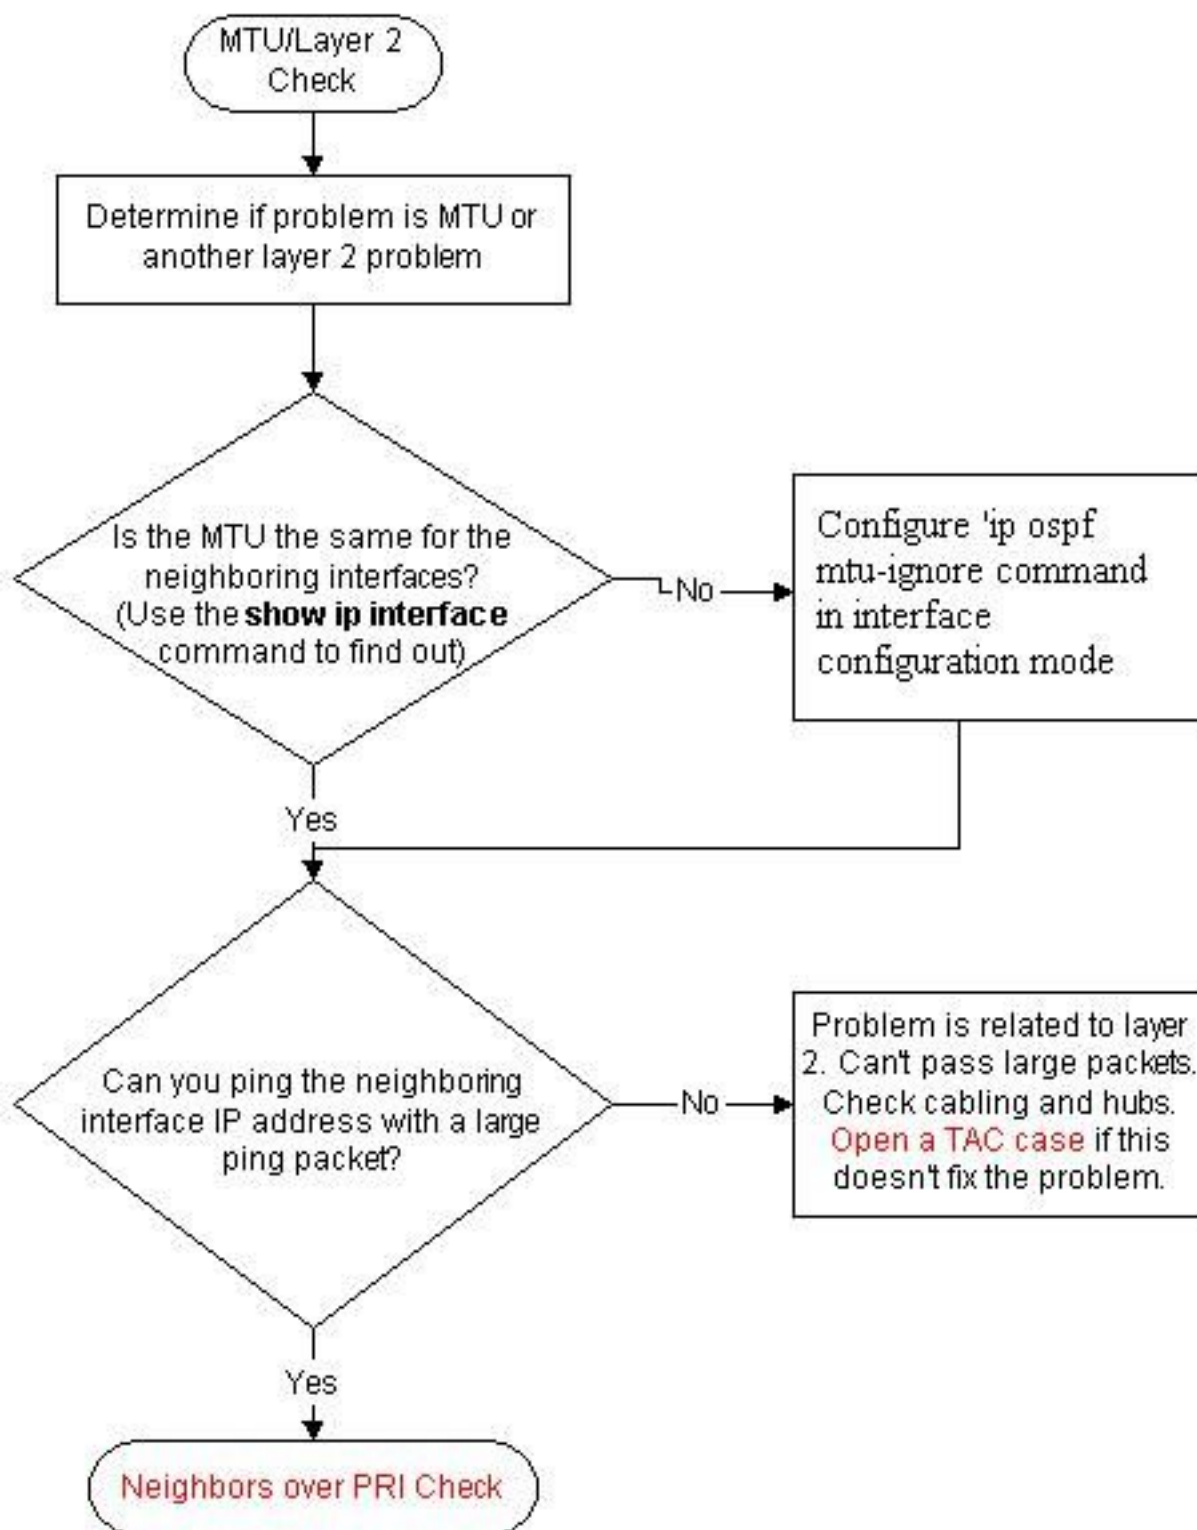 MTU/Layer 2
Check
Determine if problem is MTU or
another layer 2 problem
Is the MTU the same for the
neighboring interfaces?
(Use the show ip interface
command to find out)
No
Configure 'ip ospf
mtu-ignore command
in interface
configuration mode
Yes
Can you ping the neighboring
interface IP address with a large
ping packet?
No
Problem is related to layer
2. Can't pass large packets.
Check cabling and hubs.
Open a TAC case if this
doesn't fix the problem.
Yes
Neighbors over PRI Check